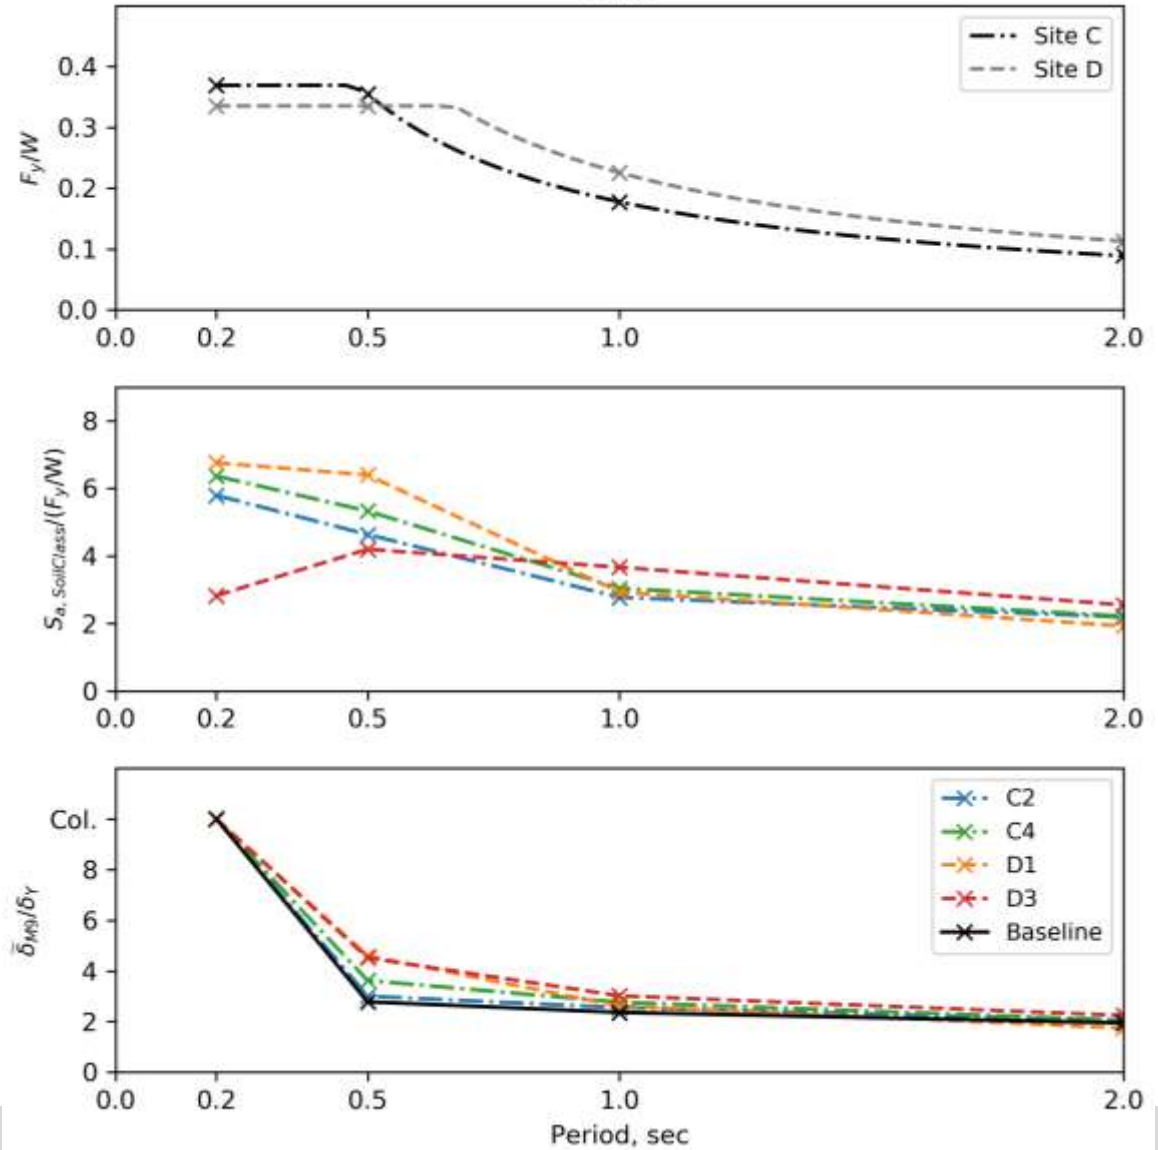 Site C
Site D
0.4
0.3
0.2
0.1
0.0
F_y/W
0.0 0.2 0.5 1.0 2.0
8
6
4
2
0
S_{a, SoilClass}/(F_y/W)
0.0 0.2 0.5 1.0 2.0
C2
C4
D1
D3
Baseline
Col.
8
6
4
2
0
δ̃_{M9}/δ_Y
0.0 0.2 0.5 1.0 2.0
Period, sec